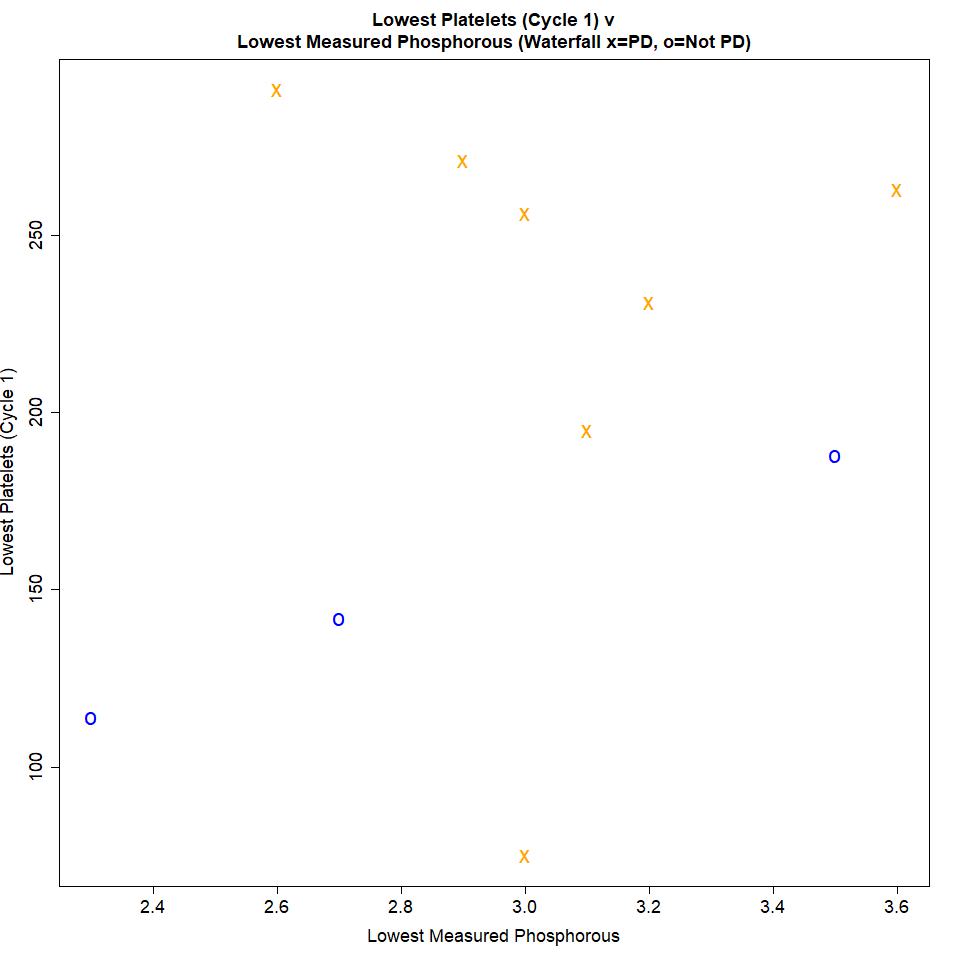 Lowest Platelets (Cycle 1) v
Lowest Measured Phosphorous (Waterfall x=PD, o=Not PD)
Lowest Platelets (Cycle 1)
250
200
150
100
X
X
X
X
X
X
O
O
O
X
2.4 2.6 2.8 3.0 3.2 3.4 3.6
Lowest Measured Phosphorous